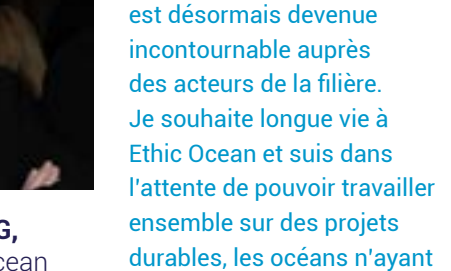 est désormais devenue
incontournable auprès
des acteurs de la filière.
Je souhaite longue vie à
Ethic Ocean et suis dans
l'attente de pouvoir travailler
ensemble sur des projets
durables, les océans n'ayant
G,
cean